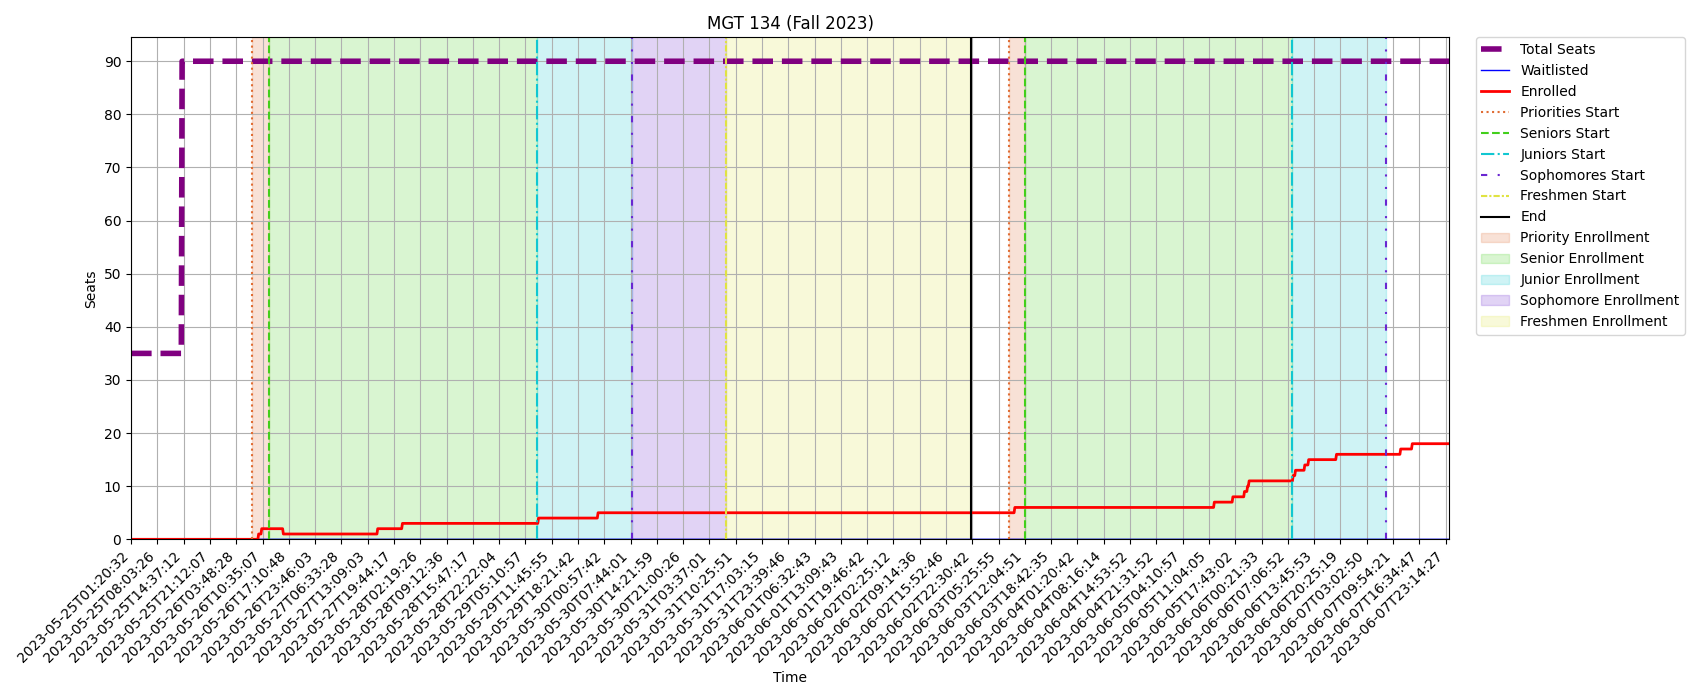 MGT 134 (Fall 2023)
Seats
90
80
70
60
50
40
30
20
10
0
2023-05-25T01:20:32
2023-05-25T08:03:26
2023-05-25T14:37:12
2023-05-25T21:12:07
2023-05-26T03:48:28
2023-05-26T10:35:07
2023-05-26T17:10:48
2023-05-26T23:46:03
2023-05-27T06:33:28
2023-05-27T13:09:03
2023-05-27T19:44:17
2023-05-28T02:19:26
2023-05-28T09:12:36
2023-05-28T15:47:17
2023-05-28T22:22:04
2023-05-29T05:10:57
2023-05-29T11:45:55
2023-05-29T18:21:42
2023-05-30T00:57:42
2023-05-30T07:44:01
2023-05-30T14:21:59
2023-05-30T21:00:26
2023-05-31T03:37:01
2023-05-31T10:25:51
2023-05-31T17:03:15
2023-05-31T23:39:46
2023-06-01T06:32:43
2023-06-01T13:09:43
2023-06-01T19:46:42
2023-06-02T02:25:12
2023-06-02T09:14:36
2023-06-02T15:52:46
2023-06-02T22:30:42
2023-06-03T05:25:55
2023-06-03T12:04:51
2023-06-03T18:42:35
2023-06-04T01:20:42
2023-06-04T08:16:14
2023-06-04T14:53:52
2023-06-04T21:31:52
2023-06-05T04:10:57
2023-06-05T11:04:05
2023-06-05T17:43:02
2023-06-06T00:21:33
2023-06-06T07:06:52
2023-06-06T13:45:53
2023-06-06T20:25:19
2023-06-07T03:02:50
2023-06-07T09:54:21
2023-06-07T16:34:47
2023-06-07T23:14:27
Time
Total Seats
Waitlisted
Enrolled
Priorities Start
Seniors Start
Juniors Start
Sophomores Start
Freshmen Start
End
Priority Enrollment
Senior Enrollment
Junior Enrollment
Sophomore Enrollment
Freshmen Enrollment